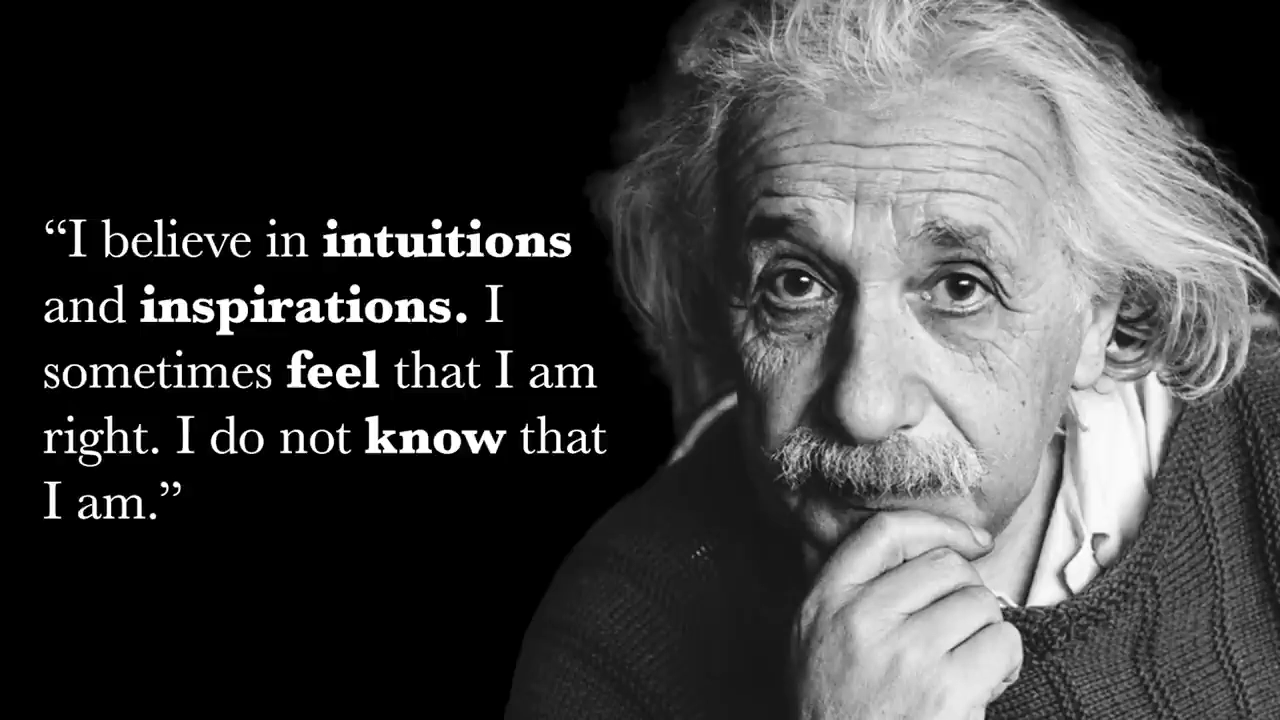 “I believe in intuitions
and inspirations. I
sometimes feel that I am
right. I do not know that
I am.”